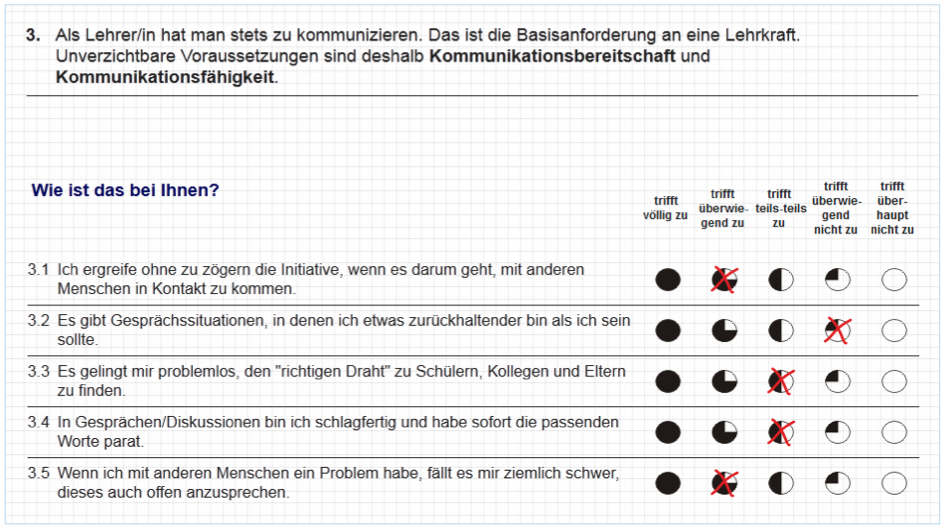 3. Als Lehrer/in hat man stets zu kommunizieren. Das ist die Basisanforderung an eine Lehrkraft.
Unverzichtbare Voraussetzungen sind deshalb Kommunikationsbereitschaft und
Kommunikationsfähigkeit.
Wie ist das bei Ihnen?
trifft völlig zu
trifft überwie-gend zu
trifft teils-teils zu
trifft überwie-gend nicht zu
trifft über-haupt nicht zu
3.1 Ich ergreife ohne zu zögern die Initiative, wenn es darum geht, mit anderen
Menschen in Kontakt zu kommen.
3.2 Es gibt Gesprächssituationen, in denen ich etwas zurückhaltender bin als ich sein
sollte.
3.3 Es gelingt mir problemlos, den "richtigen Draht" zu Schülern, Kollegen und Eltern
zu finden.
3.4 In Gesprächen/Diskussionen bin ich schlagfertig und habe sofort die passenden
Worte parat.
3.5 Wenn ich mit anderen Menschen ein Problem habe, fällt es mir ziemlich schwer,
dieses auch offen anzusprechen.